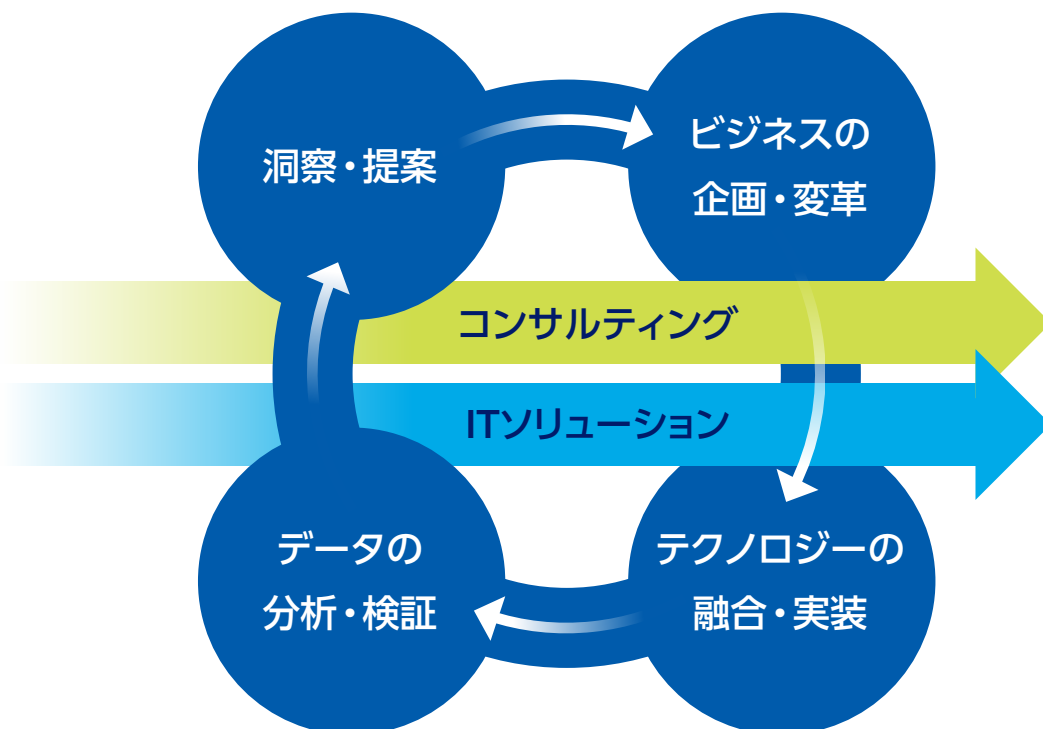 洞察・提案
ビジネスの
企画・変革
コンサルティング
ITソリューション
データの
分析・検証
テクノロジーの
融合・実装